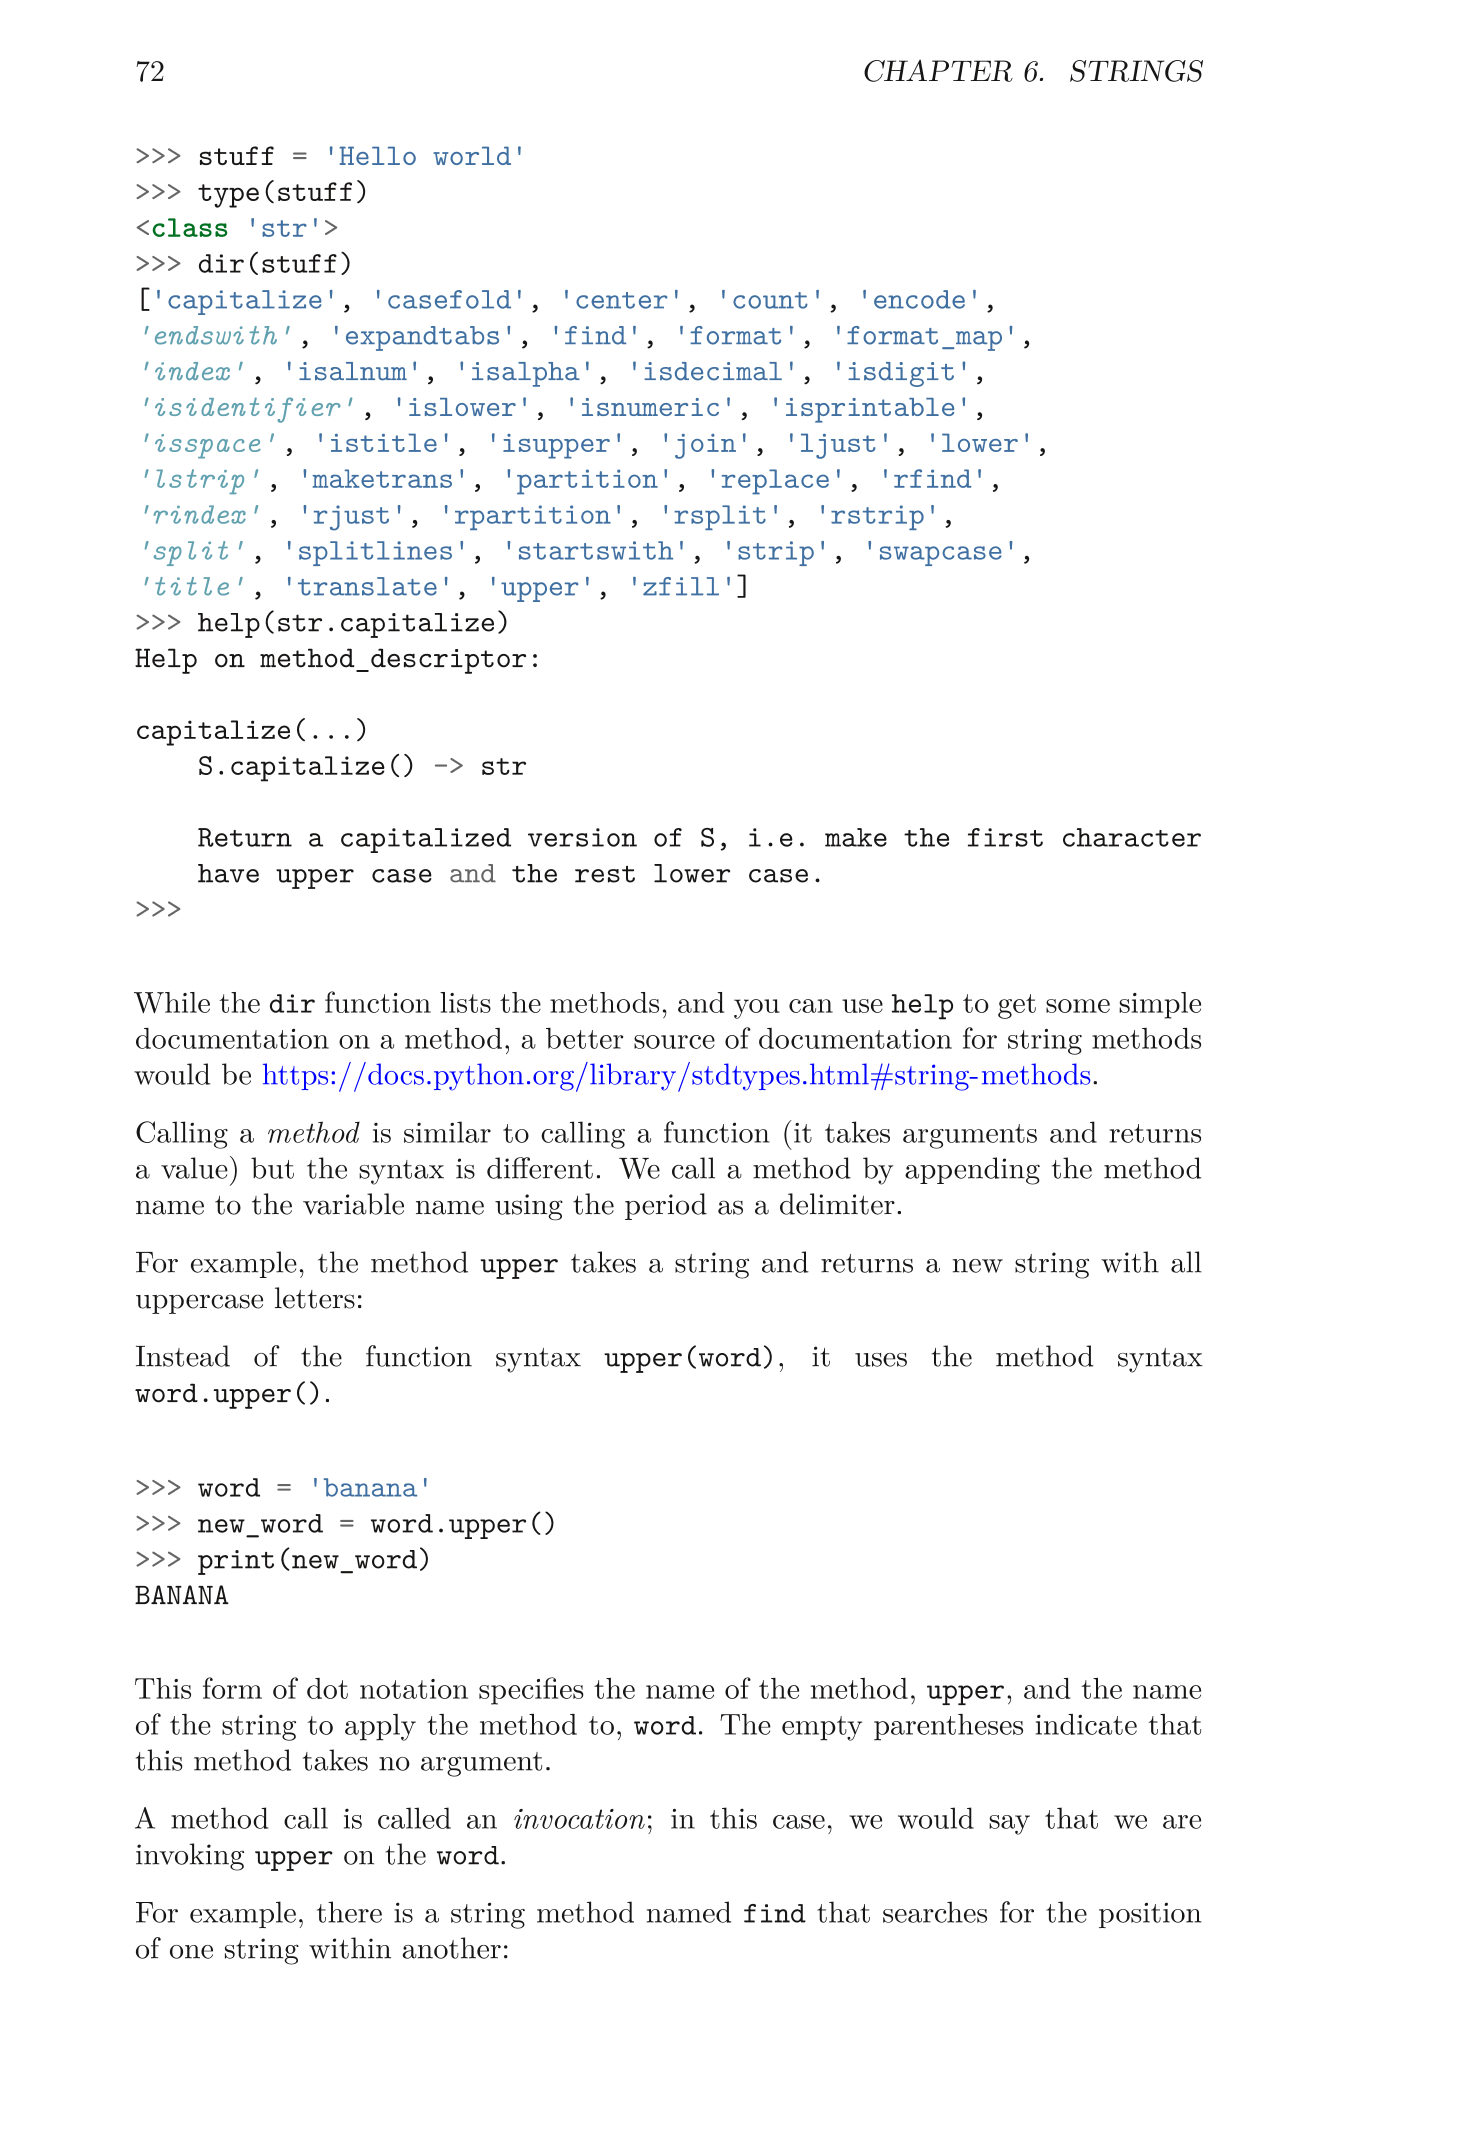 72 CHAPTER 6. STRINGS
>>> stuff = 'Hello world'
>>> type(stuff)
<class 'str'>
>>> dir(stuff)
['capitalize', 'casefold', 'center', 'count', 'encode',
'endswith', 'expandtabs', 'find', 'format', 'format_map',
'index', 'isalnum', 'isalpha', 'isdecimal', 'isdigit',
'isidentifier', 'islower', 'isnumeric', 'isprintable',
'isspace', 'istitle', 'isupper', 'join', 'ljust', 'lower',
'lstrip', 'maketrans', 'partition', 'replace', 'rfind',
'rindex', 'rjust', 'rpartition', 'rsplit', 'rstrip',
'split', 'splitlines', 'startswith', 'strip', 'swapcase',
'title', 'translate', 'upper', 'zfill']
>>> help(str.capitalize)
Help on method_descriptor:
capitalize(...)
S.capitalize() -> str
Return a capitalized version of S, i.e. make the first character
have upper case and the rest lower case.
>>>
While the dir function lists the methods, and you can use help to get some simple
documentation on a method, a better source of documentation for string methods
would be https://docs.python.org/library/stdtypes.html#string-methods.
Calling a method is similar to calling a function (it takes arguments and returns
a value) but the syntax is different. We call a method by appending the method
name to the variable name using the period as a delimiter.
For example, the method upper takes a string and returns a new string with all
uppercase letters:
Instead of the function syntax upper(word), it uses the method syntax
word.upper().
>>> word = 'banana'
>>> new_word = word.upper()
>>> print(new_word)
BANANA
This form of dot notation specifies the name of the method, upper, and the name
of the string to apply the method to, word. The empty parentheses indicate that
this method takes no argument.
A method call is called an invocation; in this case, we would say that we are
invoking upper on the word.
For example, there is a string method named find that searches for the position
of one string within another: